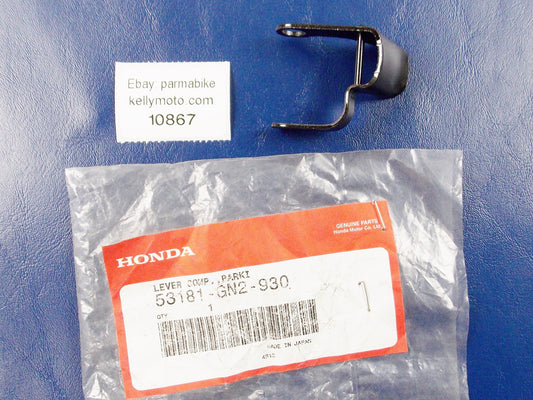 Ebay parmabike
kellymoto.com
10867
GENUINE PARTS
Honda Motor Co., Ltd.
HONDA
LEVER COMP.,PARKI
53181-GN2-930
QTY
1
MADE IN JAPAN